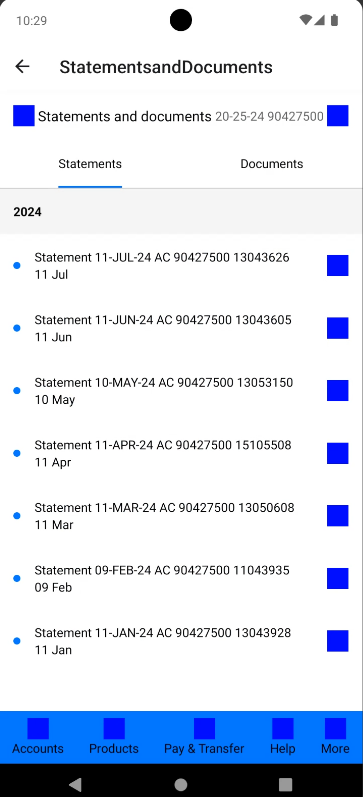 10:29
StatementsandDocuments
Statements and documents 20-25-24 90427500
Statements Documents
2024
Statement 11-JUL-24 AC 90427500 13043626
11 Jul
Statement 11-JUN-24 AC 90427500 13043605
11 Jun
Statement 10-MAY-24 AC 90427500 13053150
10 May
Statement 11-APR-24 AC 90427500 15105508
11 Apr
Statement 11-MAR-24 AC 90427500 13050608
11 Mar
Statement 09-FEB-24 AC 90427500 11043935
09 Feb
Statement 11-JAN-24 AC 90427500 13043928
11 Jan
Accounts Products Pay & Transfer Help More